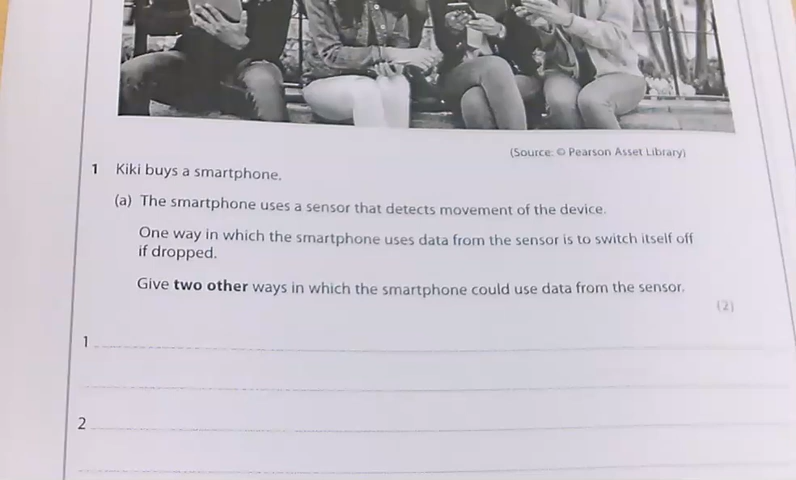 (Source: © Pearson Asset Library)
1 Kiki buys a smartphone.
(a) The smartphone uses a sensor that detects movement of the device.
One way in which the smartphone uses data from the sensor is to switch itself off
if dropped.
Give two other ways in which the smartphone could use data from the sensor.
(2)
1
2